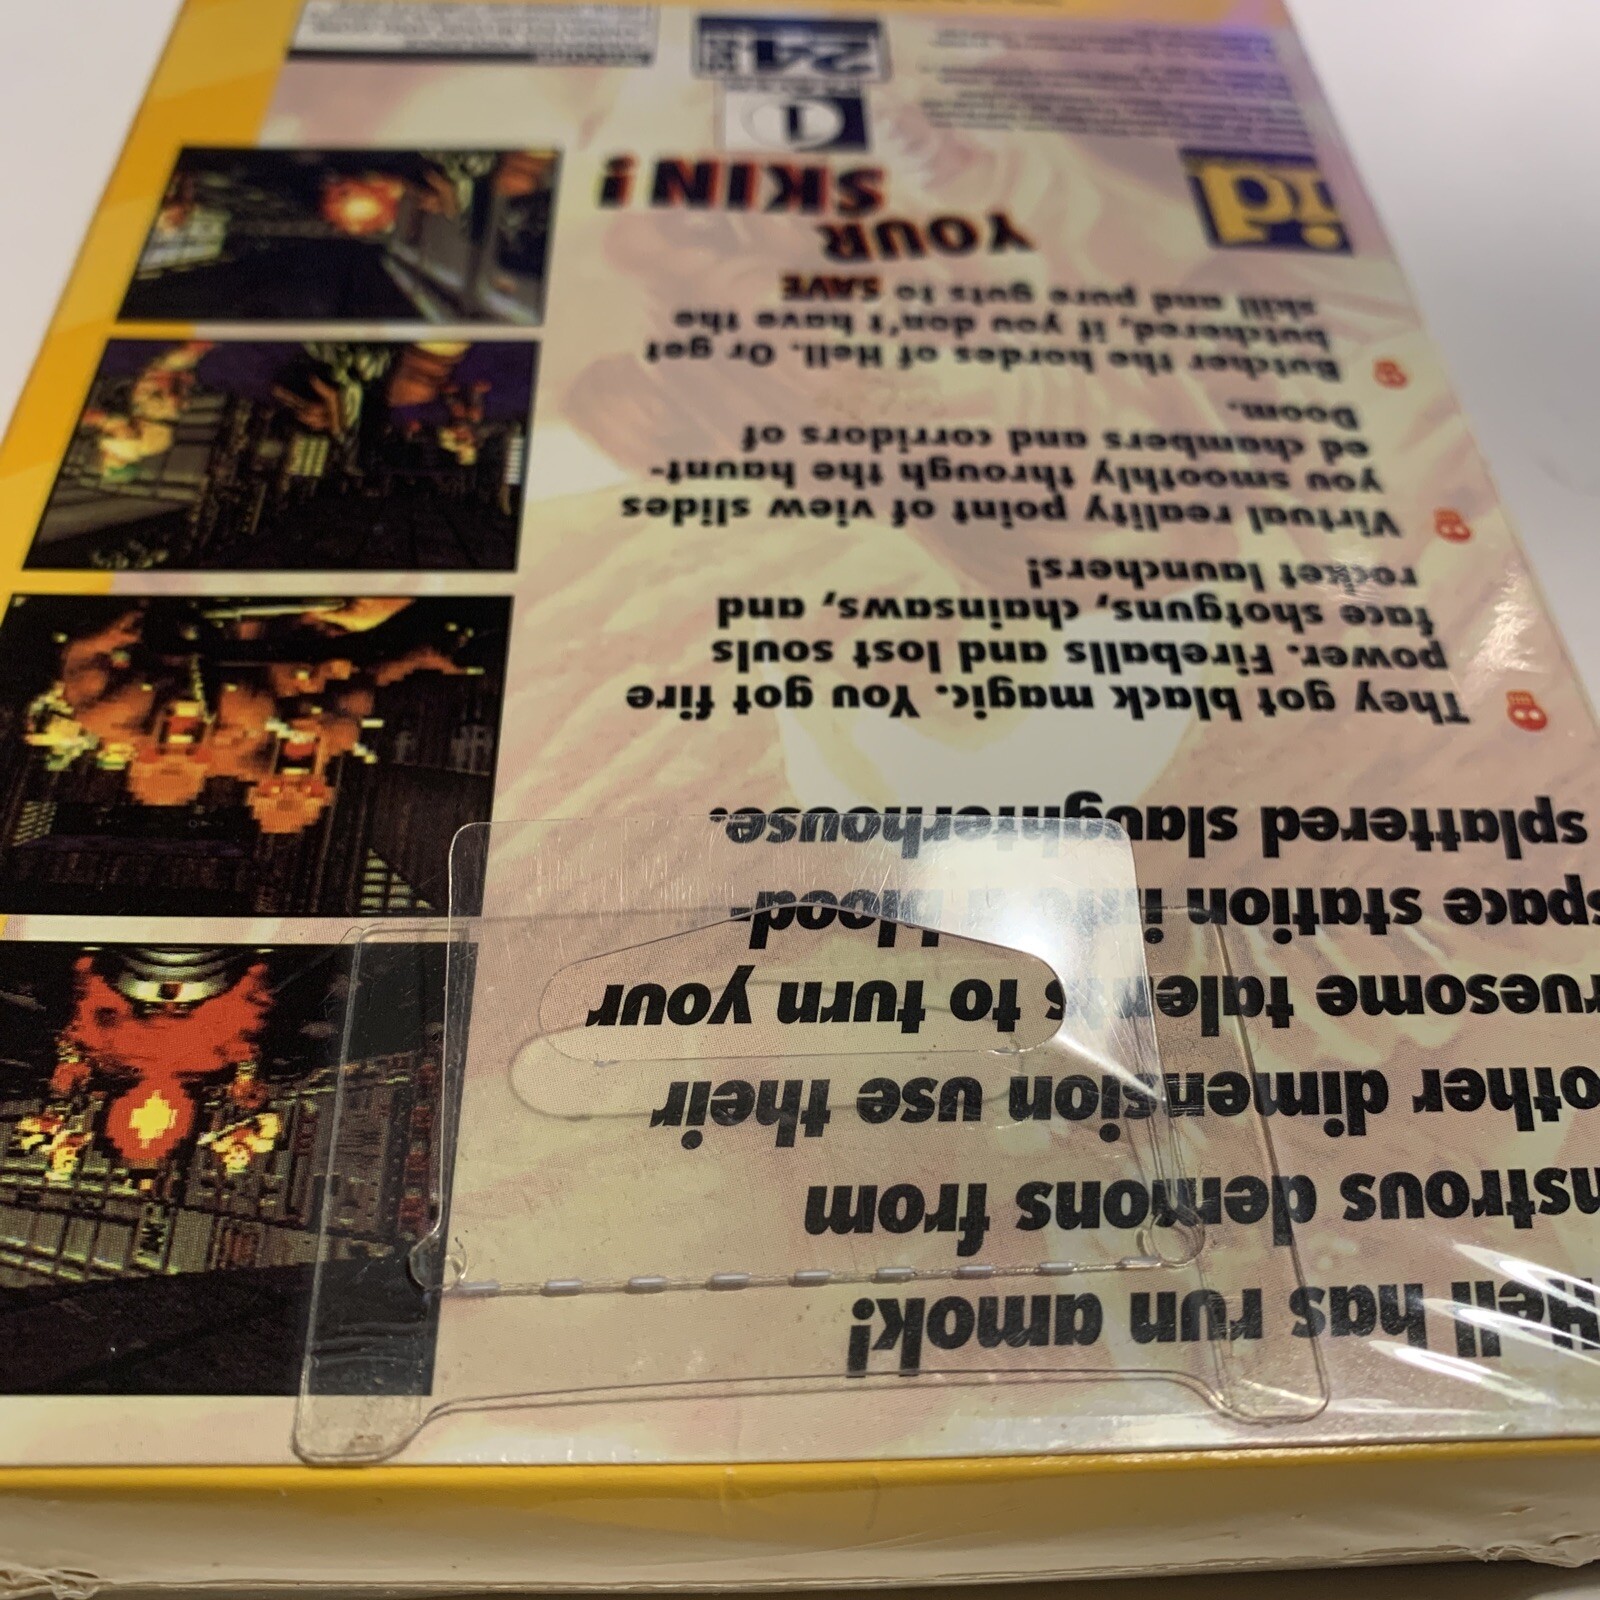 Hell has run amok!
nstrous demons from
other dimension use their
ruesome talents to turn your
space station into a blood-
splattered slaughterhouse.
They got black magic. You got fire
power. Fireballs and lost souls
face shotguns, chainsaws, and
rocket launchers!
Virtual reality point of view slides
you smoothly through the haunt-
ed chambers and corridors of
Doom.
Butcher the hordes of Hell. Or get
butchered, if you don't have the
skill and pure guts to SAVE
YOUR
SKIN!
id
1
24